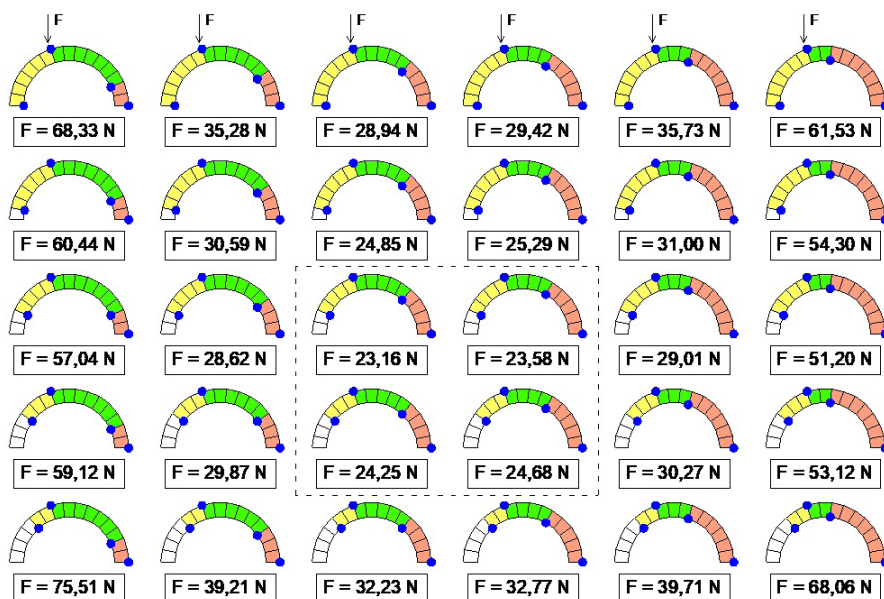 F F F F F F
F = 68,33 N F = 35,28 N F = 28,94 N F = 29,42 N F = 35,73 N F = 61,53 N
F = 60,44 N F = 30,59 N F = 24,85 N F = 25,29 N F = 31,00 N F = 54,30 N
F = 57,04 N F = 28,62 N F = 23,16 N F = 23,58 N F = 29,01 N F = 51,20 N
F = 59,12 N F = 29,87 N F = 24,25 N F = 24,68 N F = 30,27 N F = 53,12 N
F = 75,51 N F = 39,21 N F = 32,23 N F = 32,77 N F = 39,71 N F = 68,06 N